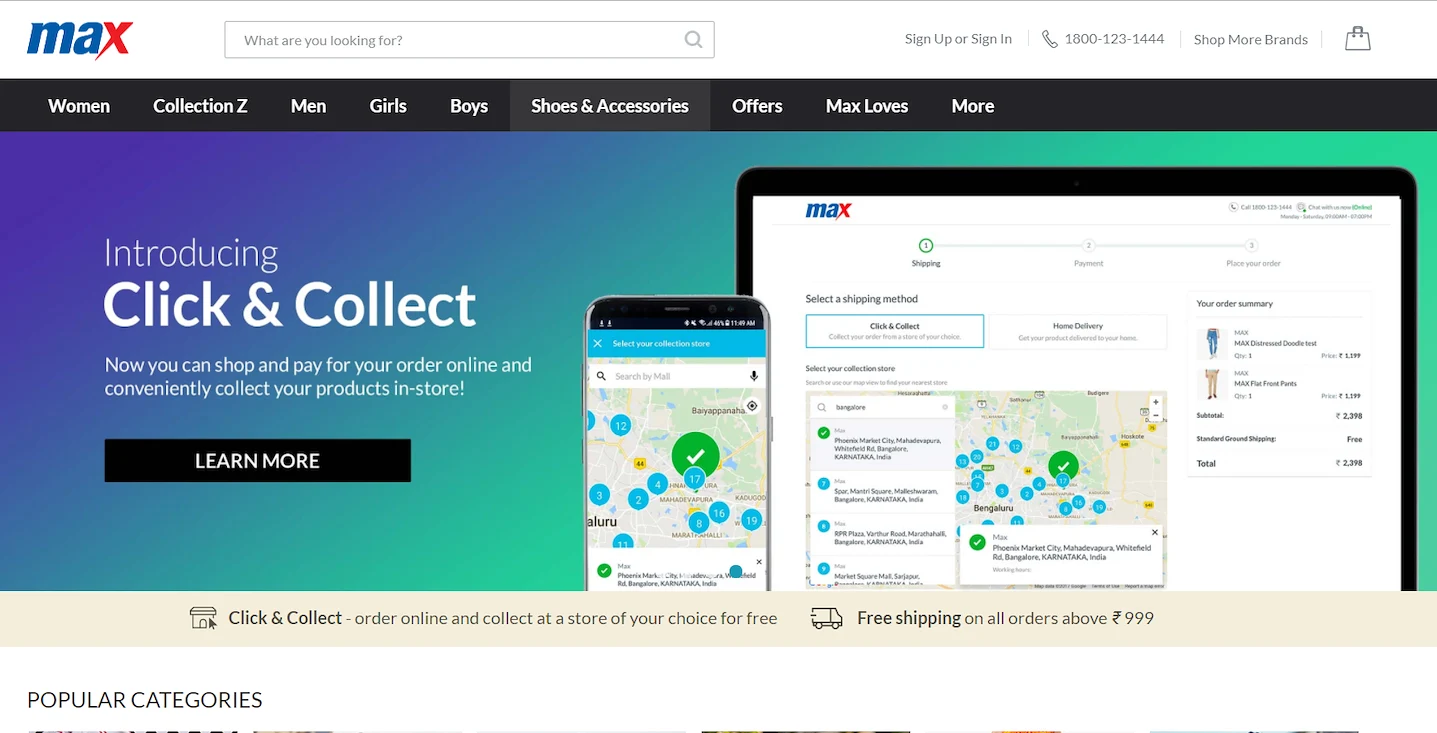 max
What are you looking for?
Sign Up or Sign In
1800-123-1444
Shop More Brands
Women
Collection Z
Men
Girls
Boys
Shoes & Accessories
Offers
Max Loves
More
Introducing
Click & Collect
Now you can shop and pay for your order online and
conveniently collect your products in-store!
LEARN MORE
46% 11:49 AM
Select your collection store
Search by Mall
Baiyyappanaha
12
44
17
4
3
2
MAHADEVAPURA
KADUGOD
16
8
19
aluru
11
Max
Rd, Bangalore, KARNATAKA, India
max
Call 1800-123-1444
Chat with us now (Online)
Monday - Saturday, 09:00AM - 07:00PM
1
2
3
Shipping
Payment
Place your order
Select a shipping method
Click & Collect
Collect your order from a store of your choice.
Home Delivery
Get your product delivered to your home.
Select your collection store
Search or use our map view to find your nearest store
bangalore
Max
Phoenix Market City, Mahadevapura,
Whitefield Rd, Bangalore,
KARNATAKA, India
7
Max
Spar, Mantri Square, Malleshwaram,
Bangalore, KARNATAKA, India
8
Max
RPR Plaza, Varthur Road, Marathahalli,
Bangalore, KARNATAKA, India
9
Max
Market Square Mall, Sarjapur,
Bangalore, KARNATAKA, India
Hoskote
Bengaluru
Max
Phoenix Market City, Mahadevapura, Whitefield
Rd, Bangalore, KARNATAKA, India
Working hours:
Your order summary
MAX
MAX Distressed Doodle test
Qty: 1
Price: ₹ 1,199
MAX
MAX Flat Front Pants
Qty: 1
Price: ₹ 1,199
Subtotal:
₹ 2,398
Standard Ground Shipping:
Free
Total
₹ 2,398
Click & Collect - order online and collect at a store of your choice for free
Free shipping on all orders above ₹ 999
POPULAR CATEGORIES